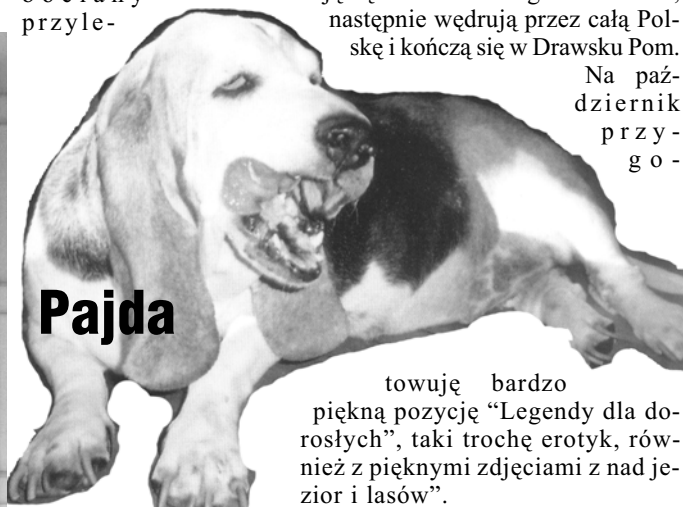 przyle-
następnie wędrują przez całą Pol-
skę i kończą się w Drawsku Pom.
Na paź-
dziernik
przy-
go-
Pajda
towuję bardzo
piękną pozycję “Legendy dla do-
rosłych”, taki trochę erotyk, rów-
nież z pięknymi zdjęciami z nad je-
zior i lasów”.